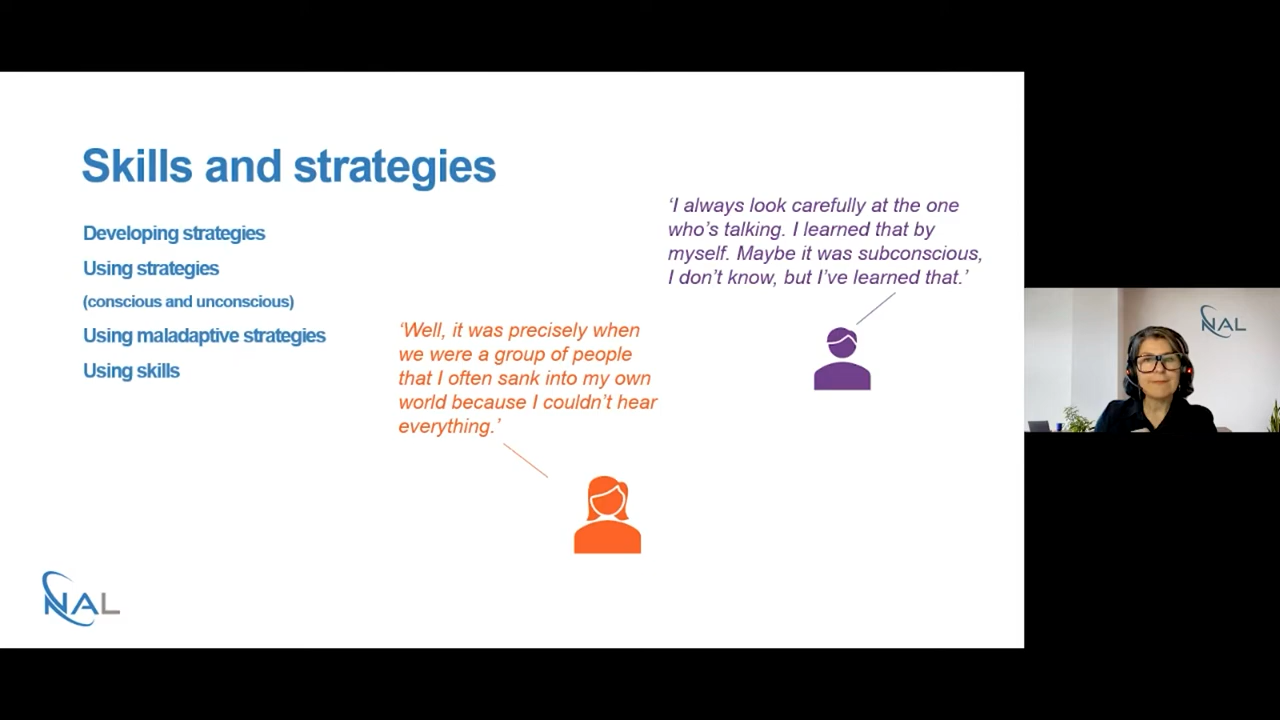 Skills and strategies
Developing strategies
Using strategies
(conscious and unconscious)
Using maladaptive strategies
Using skills
‘Well, it was precisely when
we were a group of people
that I often sank into my own
world because I couldn’t hear
everything.’
‘I always look carefully at the one
who’s talking. I learned that by
myself. Maybe it was subconscious,
I don’t know, but I’ve learned that.’
NAL
NAL